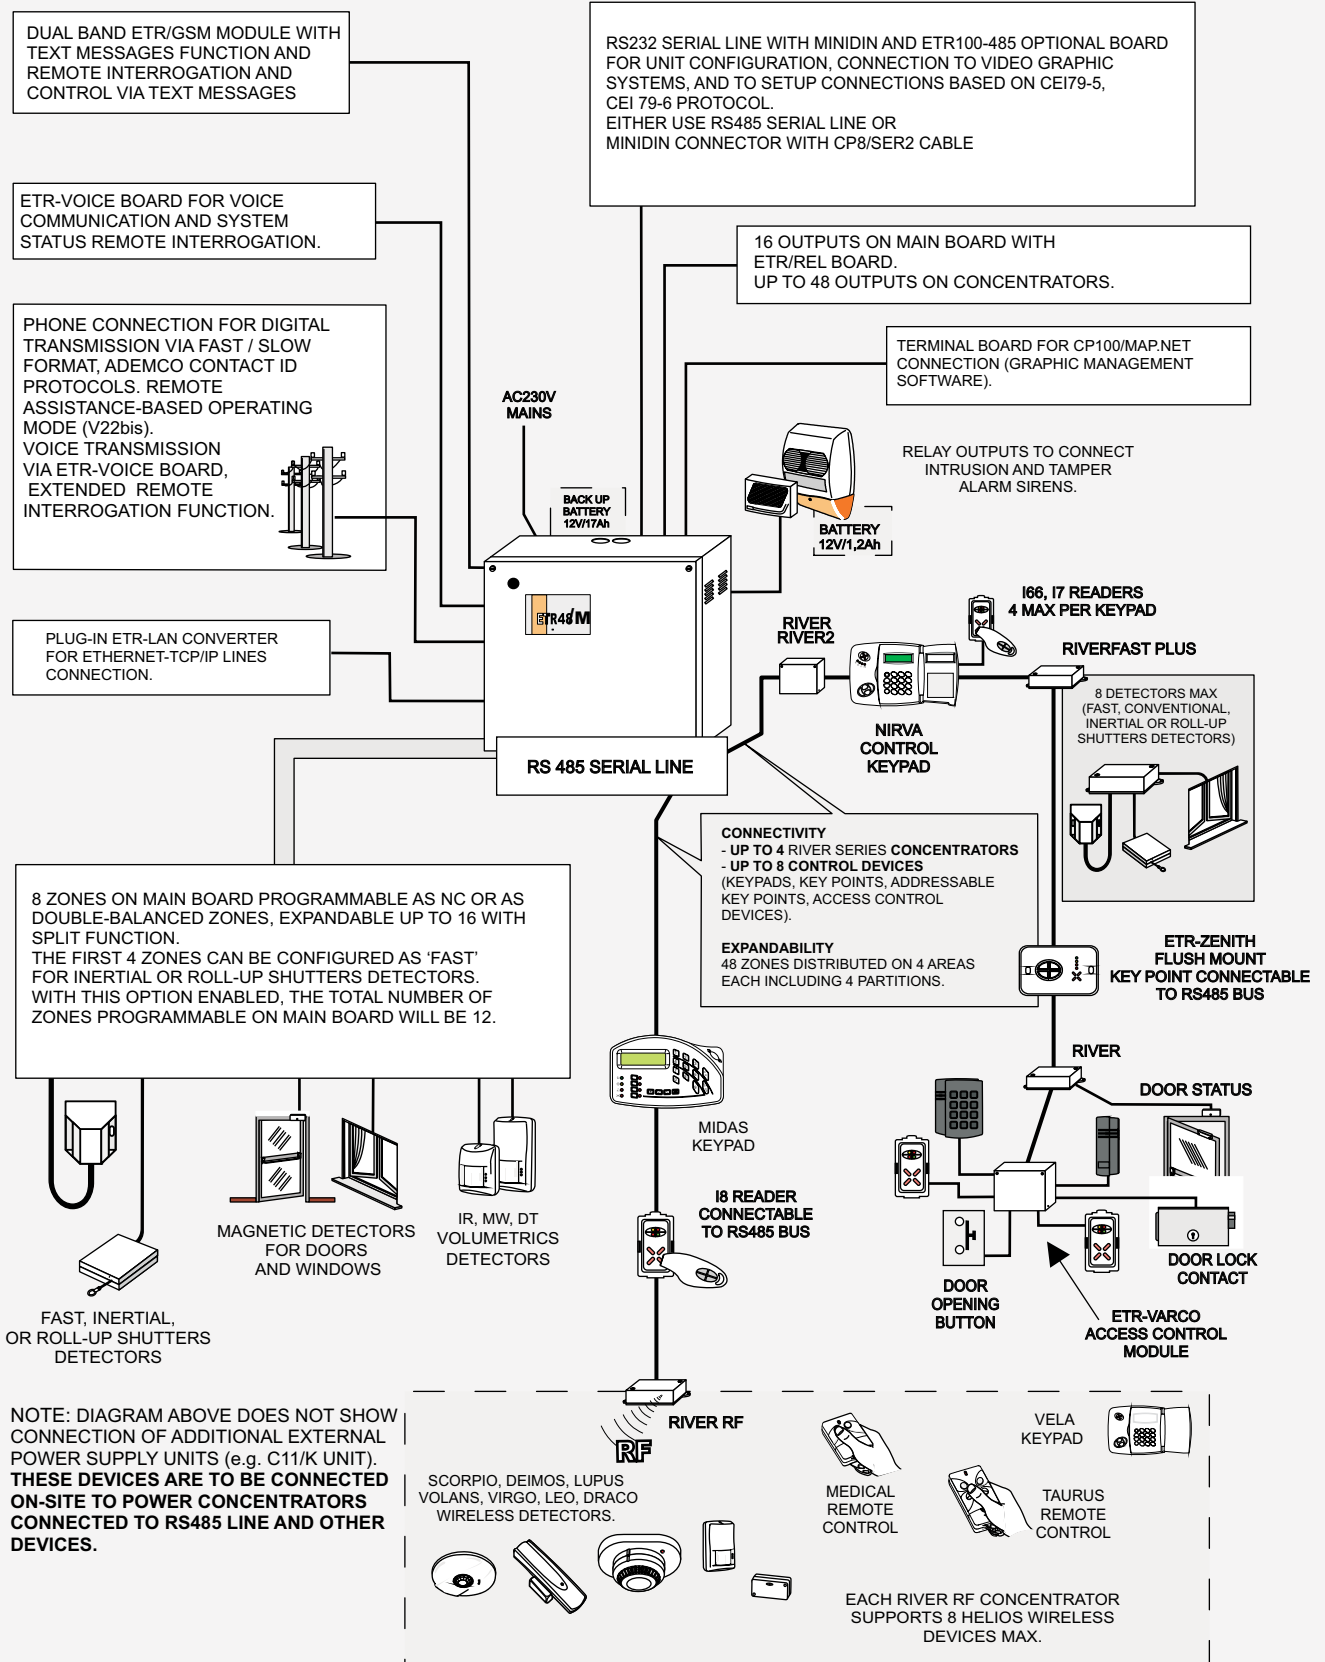 DUAL BAND ETR/GSM MODULE WITH
TEXT MESSAGES FUNCTION AND
REMOTE INTERROGATION AND
CONTROL VIA TEXT MESSAGES
RS232 SERIAL LINE WITH MINIDIN AND ETR100-485 OPTIONAL BOARD
FOR UNIT CONFIGURATION, CONNECTION TO VIDEO GRAPHIC
SYSTEMS, AND TO SETUP CONNECTIONS BASED ON CEI79-5,
CEI 79-6 PROTOCOL.
EITHER USE RS485 SERIAL LINE OR
MINIDIN CONNECTOR WITH CP8/SER2 CABLE
ETR-VOICE BOARD FOR VOICE
COMMUNICATION AND SYSTEM
STATUS REMOTE INTERROGATION.
16 OUTPUTS ON MAIN BOARD WITH
ETR/REL BOARD.
UP TO 48 OUTPUTS ON CONCENTRATORS.
PHONE CONNECTION FOR DIGITAL
TRANSMISSION VIA FAST / SLOW
FORMAT, ADEMCO CONTACT ID
PROTOCOLS. REMOTE
ASSISTANCE-BASED OPERATING
MODE (V22bis).
VOICE TRANSMISSION
VIA ETR-VOICE BOARD,
EXTENDED REMOTE
INTERROGATION FUNCTION.
TERMINAL BOARD FOR CP100/MAP.NET
CONNECTION (GRAPHIC MANAGEMENT
SOFTWARE).
AC230V
MAINS
RELAY OUTPUTS TO CONNECT
INTRUSION AND TAMPER
ALARM SIRENS.
BACK UP
BATTERY
12V/17Ah
BATTERY
12V/1,2Ah
ETR48/M
I66, I7 READERS
4 MAX PER KEYPAD
RIVER
RIVER2
PLUG-IN ETR-LAN CONVERTER
FOR ETHERNET-TCP/IP LINES
CONNECTION.
RIVERFAST PLUS
8 DETECTORS MAX
(FAST, CONVENTIONAL,
INERTIAL OR ROLL-UP
SHUTTERS DETECTORS)
NIRVA
CONTROL
KEYPAD
RS 485 SERIAL LINE
CONNECTIVITY
- UP TO 4 RIVER SERIES CONCENTRATORS
- UP TO 8 CONTROL DEVICES
(KEYPADS, KEY POINTS, ADDRESSABLE
KEY POINTS, ACCESS CONTROL
DEVICES).
EXPANDABILITY
48 ZONES DISTRIBUTED ON 4 AREAS
EACH INCLUDING 4 PARTITIONS.
8 ZONES ON MAIN BOARD PROGRAMMABLE AS NC OR AS
DOUBLE-BALANCED ZONES, EXPANDABLE UP TO 16 WITH
SPLIT FUNCTION.
THE FIRST 4 ZONES CAN BE CONFIGURED AS ‘FAST’
FOR INERTIAL OR ROLL-UP SHUTTERS DETECTORS.
WITH THIS OPTION ENABLED, THE TOTAL NUMBER OF
ZONES PROGRAMMABLE ON MAIN BOARD WILL BE 12.
ETR-ZENITH
FLUSH MOUNT
KEY POINT CONNECTABLE
TO RS485 BUS
RIVER
DOOR STATUS
MIDAS
KEYPAD
I8 READER
CONNECTABLE
TO RS485 BUS
MAGNETIC DETECTORS
FOR DOORS
AND WINDOWS
IR, MW, DT
VOLUMETRICS
DETECTORS
DOOR LOCK
CONTACT
DOOR
OPENING
BUTTON
ETR-VARCO
ACCESS CONTROL
MODULE
FAST, INERTIAL,
OR ROLL-UP SHUTTERS
DETECTORS
NOTE: DIAGRAM ABOVE DOES NOT SHOW
CONNECTION OF ADDITIONAL EXTERNAL
POWER SUPPLY UNITS (e.g. C11/K UNIT).
THESE DEVICES ARE TO BE CONNECTED
ON-SITE TO POWER CONCENTRATORS
CONNECTED TO RS485 LINE AND OTHER
DEVICES.
RIVER RF
RF
VELA
KEYPAD
SCORPIO, DEIMOS, LUPUS
VOLANS, VIRGO, LEO, DRACO
WIRELESS DETECTORS.
MEDICAL
REMOTE
CONTROL
TAURUS
REMOTE
CONTROL
EACH RIVER RF CONCENTRATOR
SUPPORTS 8 HELIOS WIRELESS
DEVICES MAX.